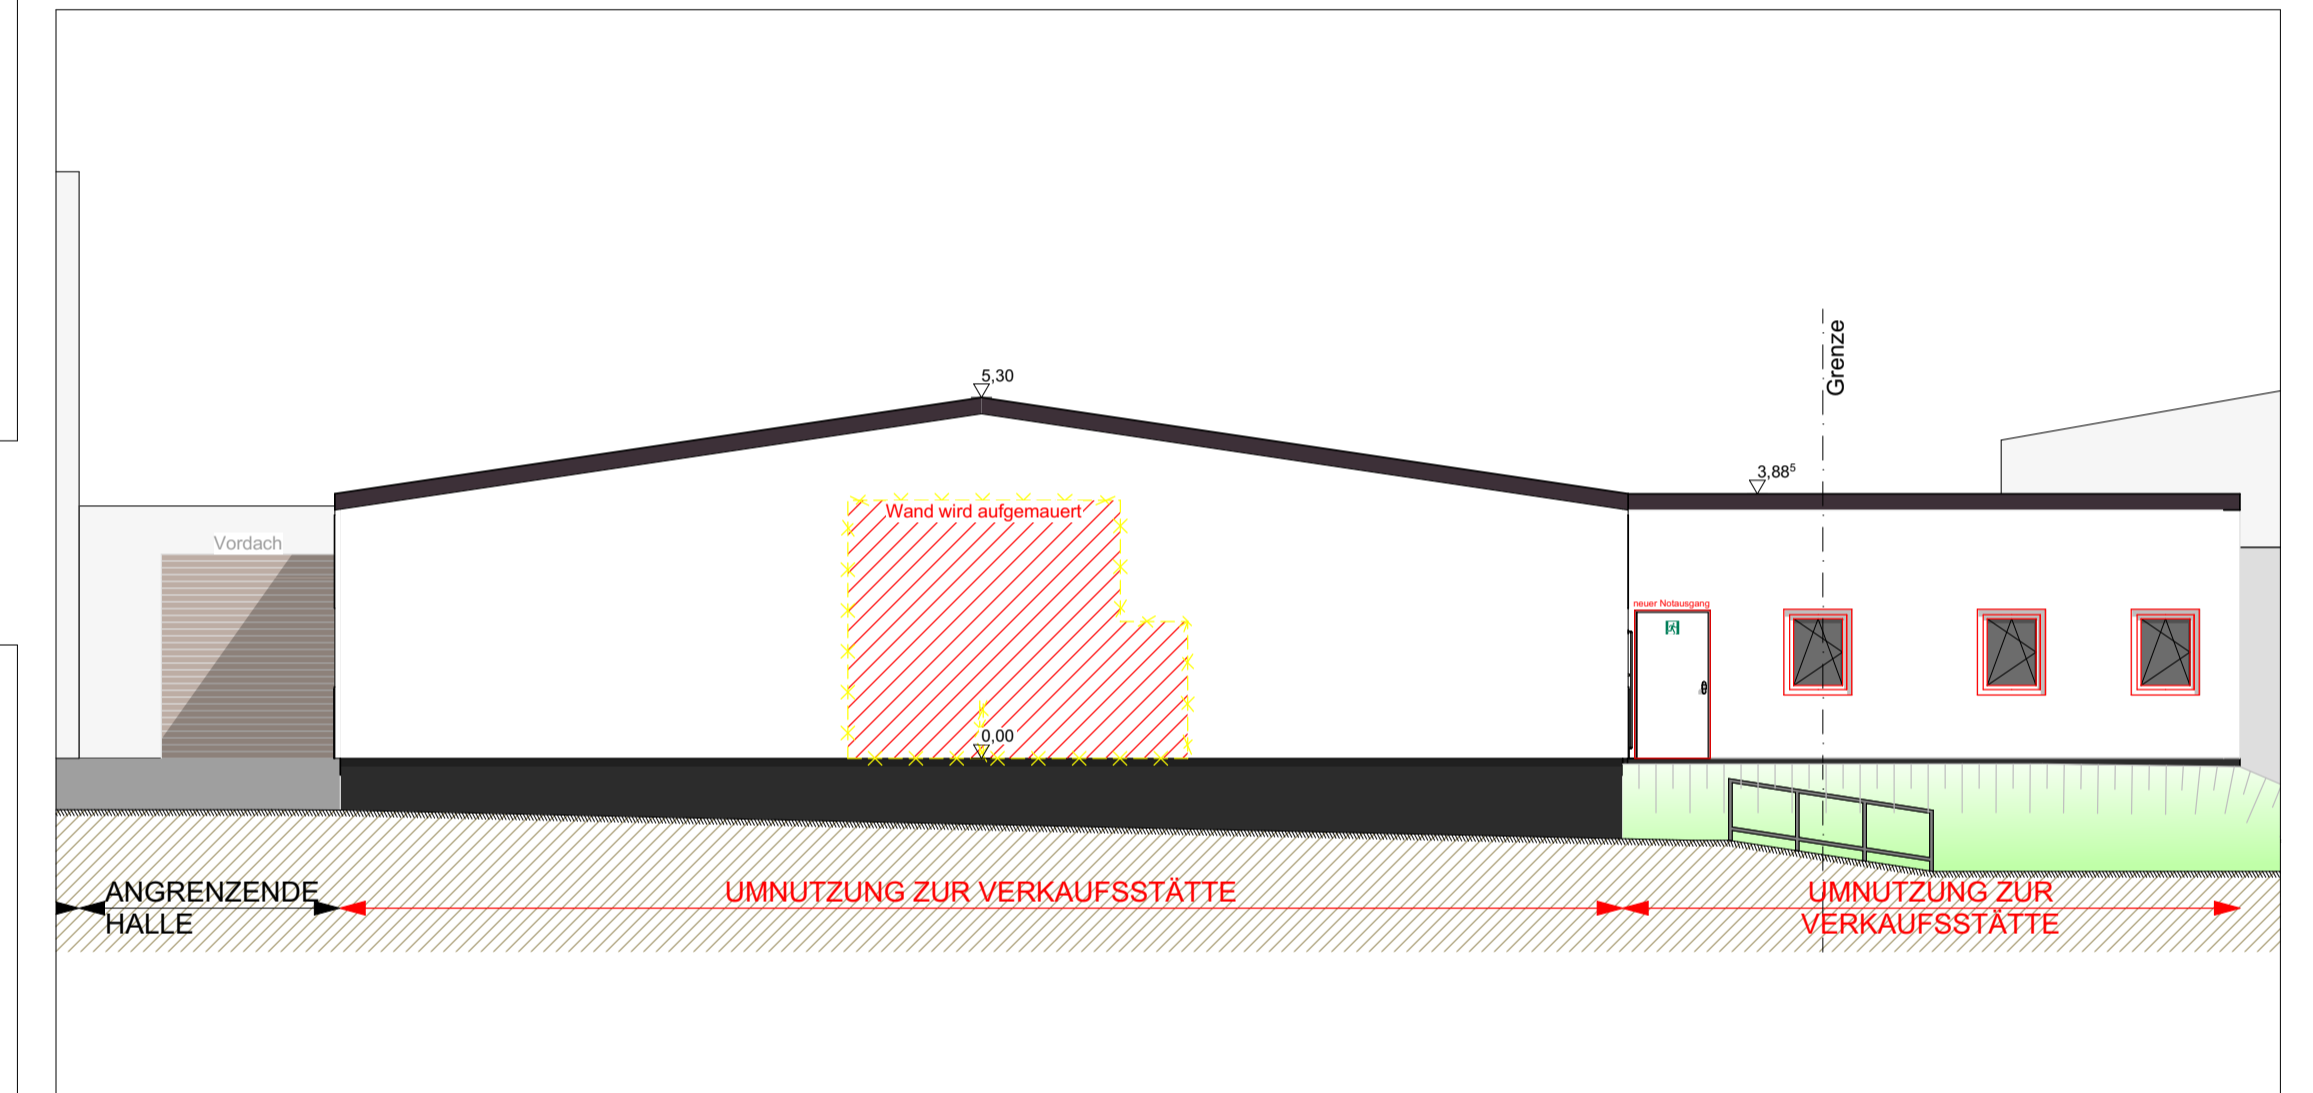 Grenze
5,30
3,88⁵
Wand wird aufgemauert
Vordach
neuer Notausgang
0,00
ANGRENZENDE
HALLE
UMNUTZUNG ZUR VERKAUFSSTÄTTE
UMNUTZUNG ZUR
VERKAUFSSTÄTTE